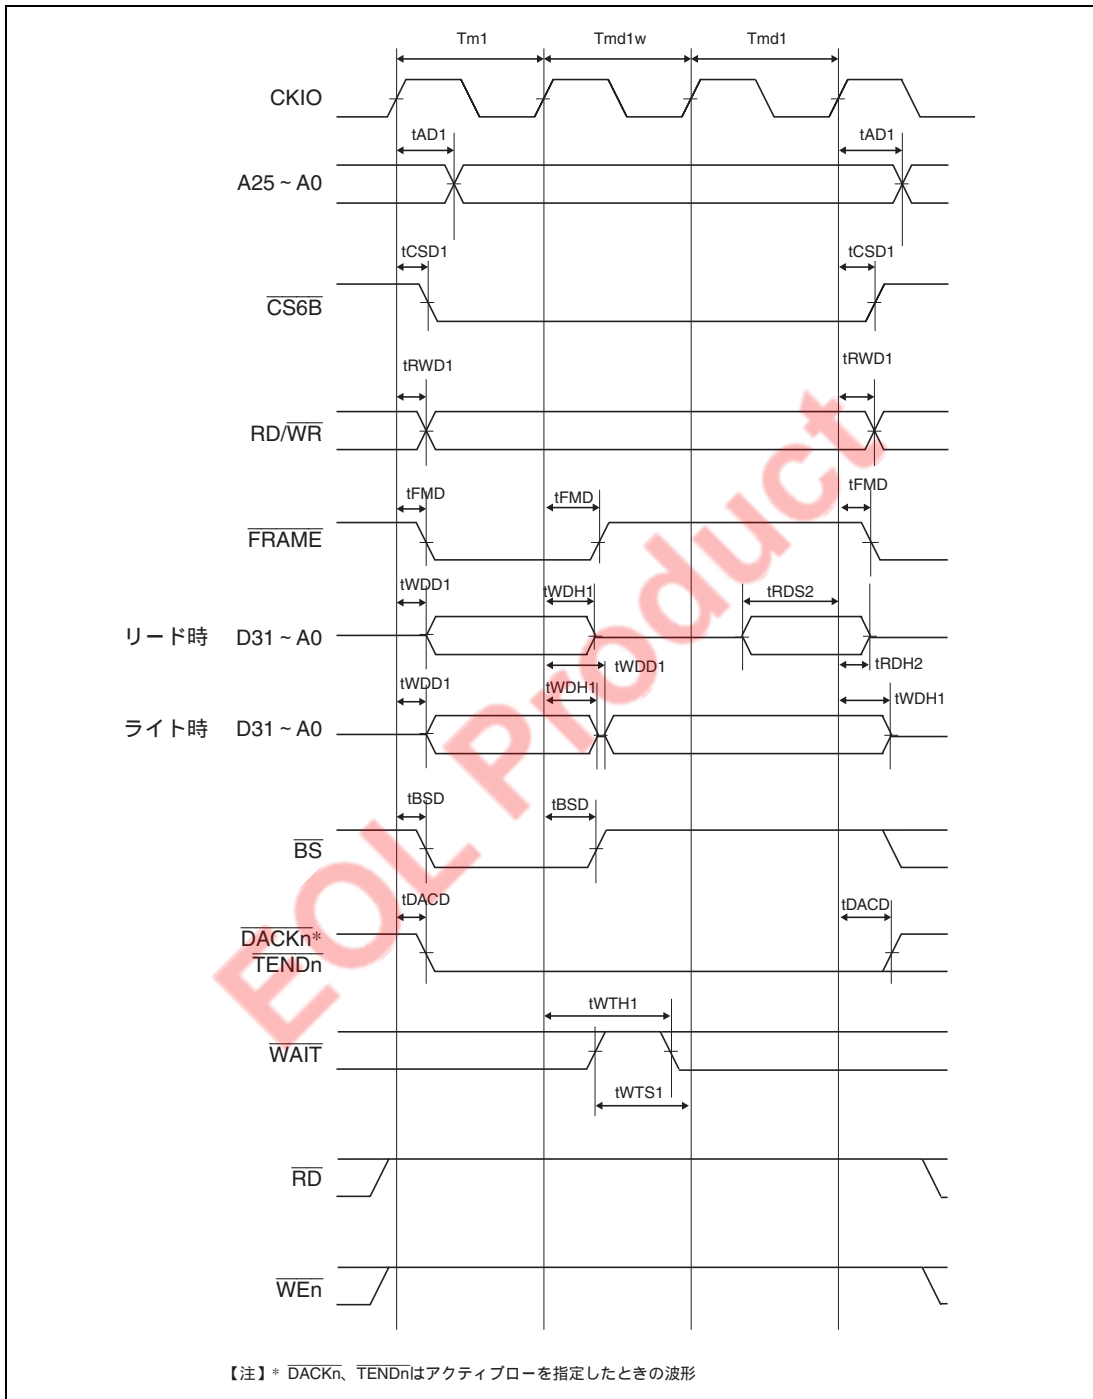 Tm1 Tmd1w Tmd1
CKIO
tAD1 tAD1
A25 ~ A0
tCSD1 tCSD1
CS6B
tRWD1 tRWD1
RD/WR
tFMD tFMD tFMD
FRAME
tWDD1 tWDH1 tRDS2
リード時 D31 ~ A0
tWDD1 tRDH2
tWDD1 tWDH1 tWDH1
ライト時 D31 ~ A0
tBSD tBSD
BS
tDACD tDACD
DACKn*
TENDn
tWTH1
WAIT
tWTS1
RD
WEn
【注】* DACKn、TENDnはアクティブローを指定したときの波形
EOL Product